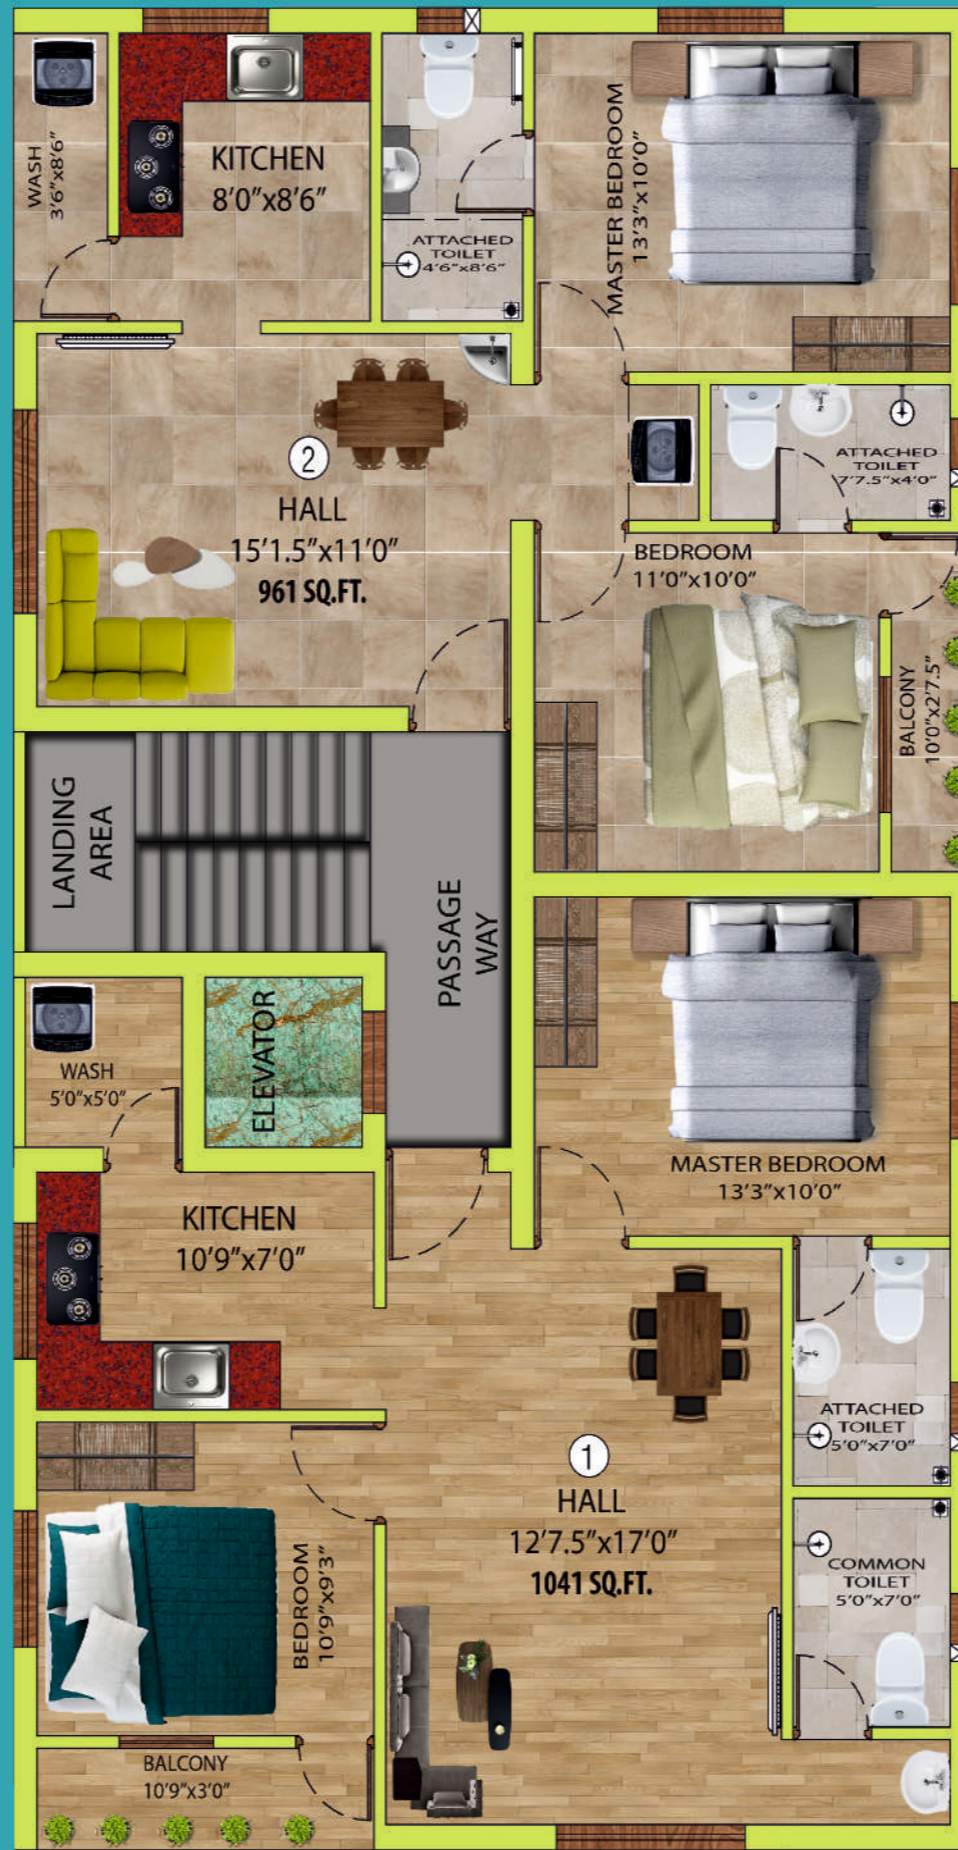 WASH
3'6"x8'6"
KITCHEN
8'0"x8'6"
ATTACHED
TOILET
4'6"x8'6"
MASTER BEDROOM
13'3"x10'0"
2
HALL
15'1.5"x11'0"
961 SQ.FT.
ATTACHED
TOILET
7'7.5"x4'0"
BEDROOM
11'0"x10'0"
BALCONY
10'0"x2'7.5"
LANDING
AREA
PASSAGE
WAY
ELEVATOR
WASH
5'0"x5'0"
MASTER BEDROOM
13'3"x10'0"
KITCHEN
10'9"x7'0"
ATTACHED
TOILET
5'0"x7'0"
1
HALL
12'7.5"x17'0"
1041 SQ.FT.
COMMON
TOILET
5'0"x7'0"
BEDROOM
10'9"x9'3"
BALCONY
10'9"x3'0"